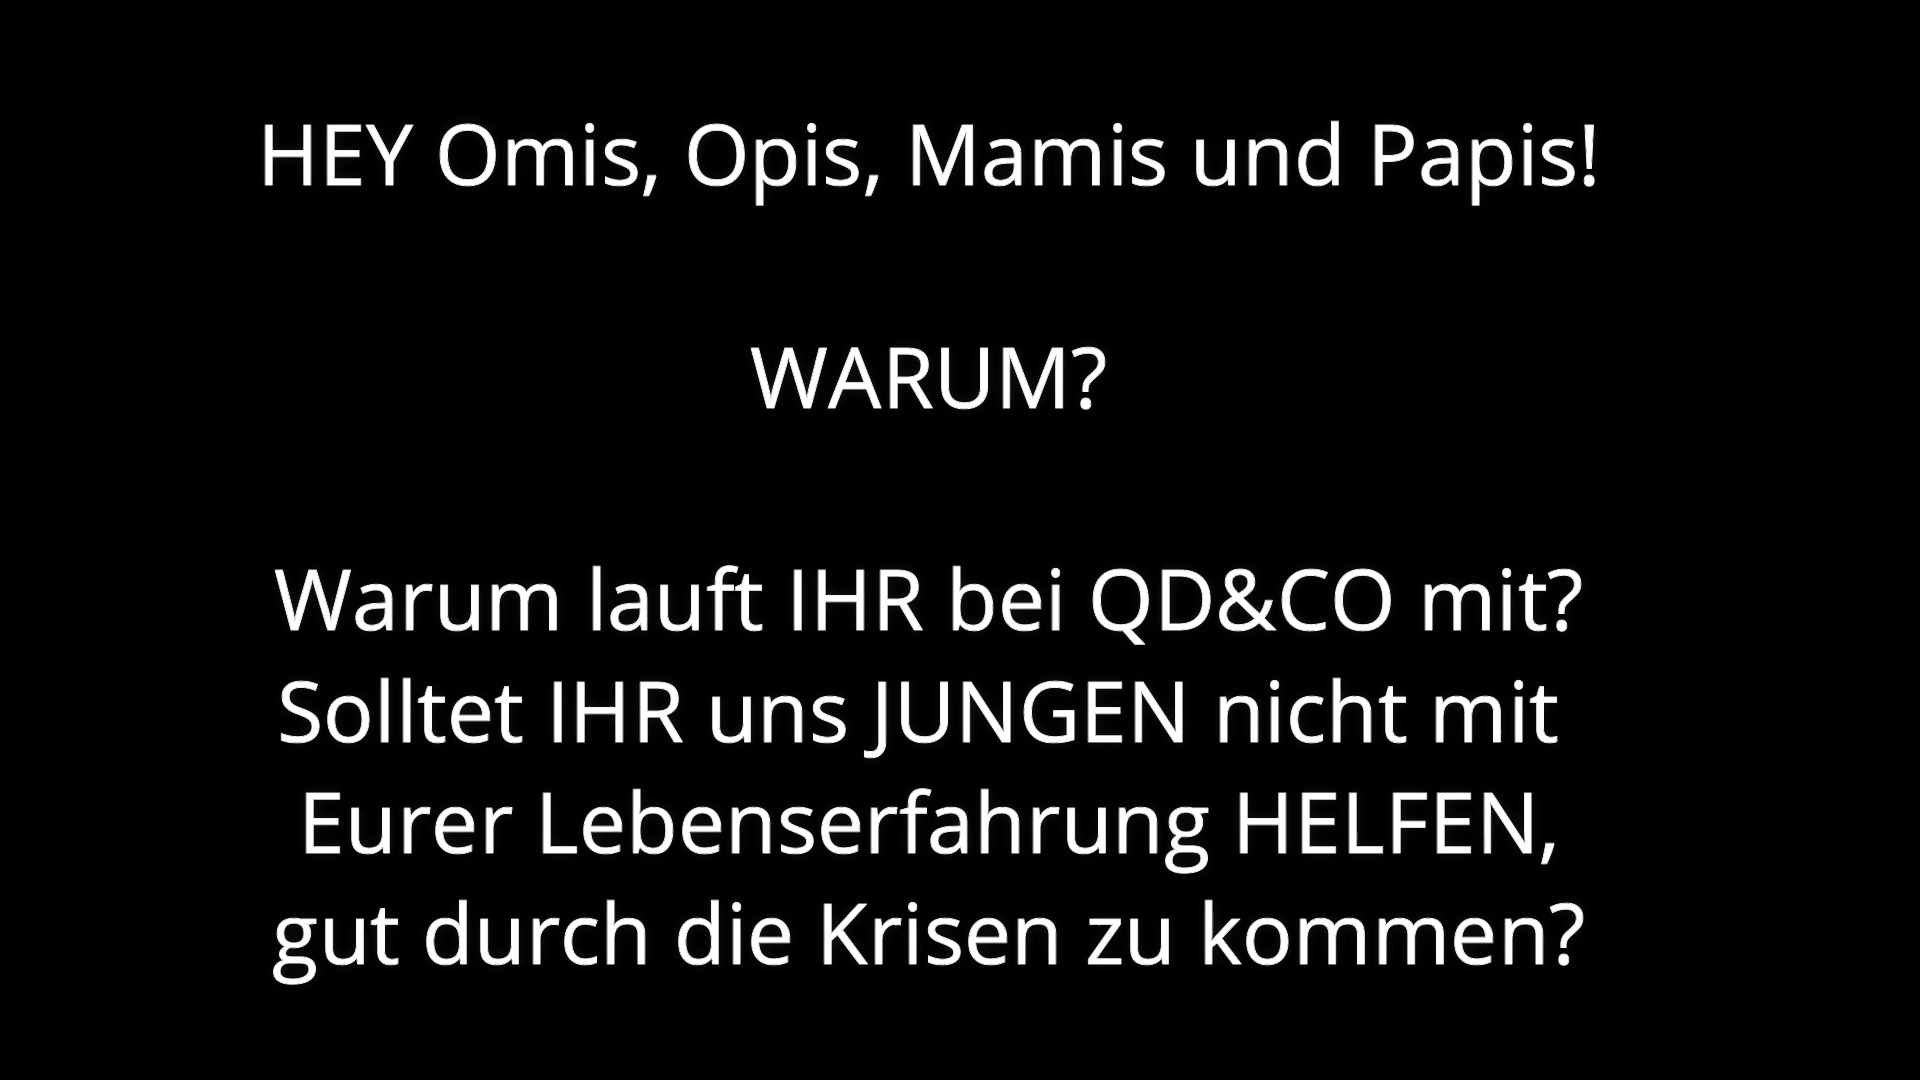 HEY Omis, Opis, Mamis und Papis!
WARUM?
Warum lauft IHR bei QD&CO mit?
Solltet IHR uns JUNGEN nicht mit
Eurer Lebenserfahrung HELFEN,
gut durch die Krisen zu kommen?